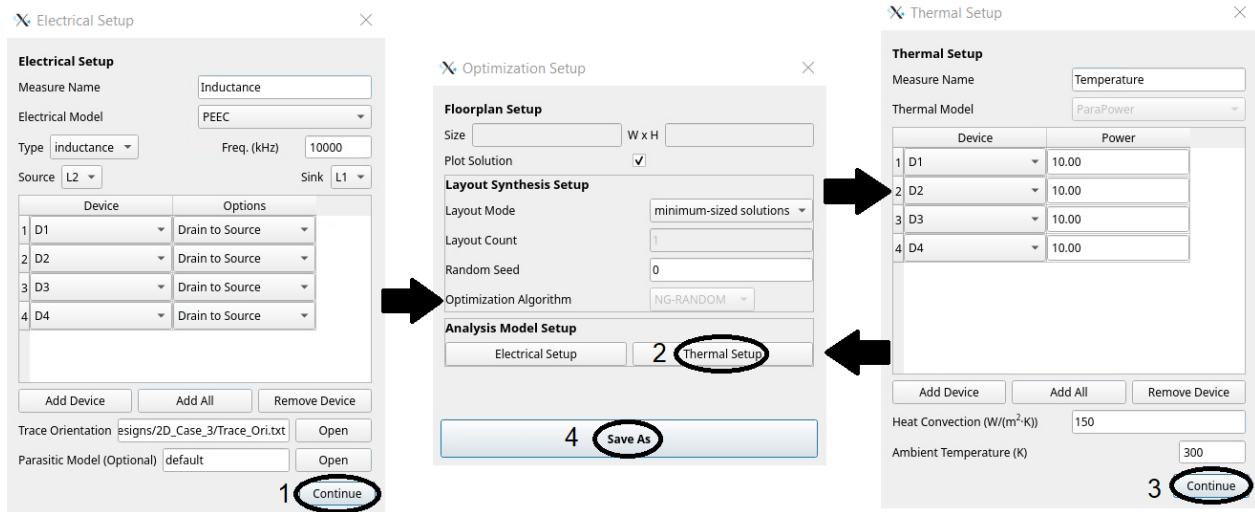 Electrical Setup
Electrical Setup
Measure Name Inductance
Electrical Model PEEC
Type inductance Freq. (kHz) 10000
Source L2 Sink L1
Device Options
1 D1 Drain to Source
2 D2 Drain to Source
3 D3 Drain to Source
4 D4 Drain to Source
Add Device Add All Remove Device
Trace Orientation esigns/2D_Case_3/Trace_Ori.txt Open
Parasitic Model (Optional) default Open
1 Continue
Optimization Setup
Floorplan Setup
Size W x H
Plot Solution
Layout Synthesis Setup
Layout Mode minimum-sized solutions
Layout Count 1
Random Seed 0
Optimization Algorithm NG-RANDOM
Analysis Model Setup
Electrical Setup 2 Thermal Setup
4 Save As
Thermal Setup
Thermal Setup
Measure Name Temperature
Thermal Model ParaPower
Device Power
1 D1 10.00
2 D2 10.00
3 D3 10.00
4 D4 10.00
Add Device Add All Remove Device
Heat Convection (W/(m²·K)) 150
Ambient Temperature (K) 300
3 Continue